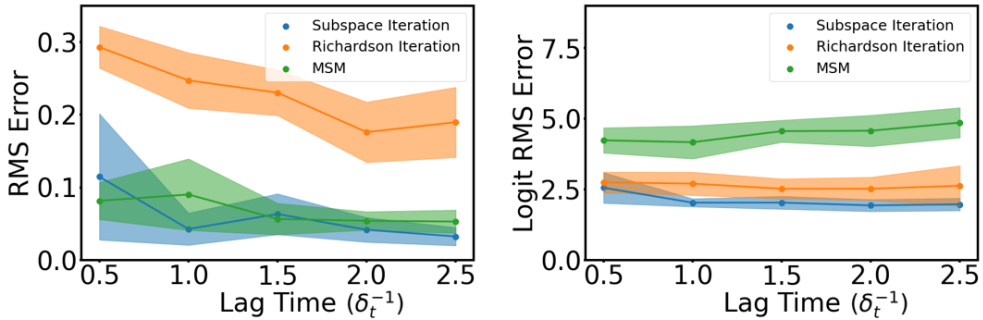 RMS Error
0.3
0.2
0.1
0.0
0.5 1.0 1.5 2.0 2.5
Lag Time (δ_t^{-1})
Subspace Iteration
Richardson Iteration
MSM
Logit RMS Error
7.5
5.0
2.5
0.0
0.5 1.0 1.5 2.0 2.5
Lag Time (δ_t^{-1})
Subspace Iteration
Richardson Iteration
MSM